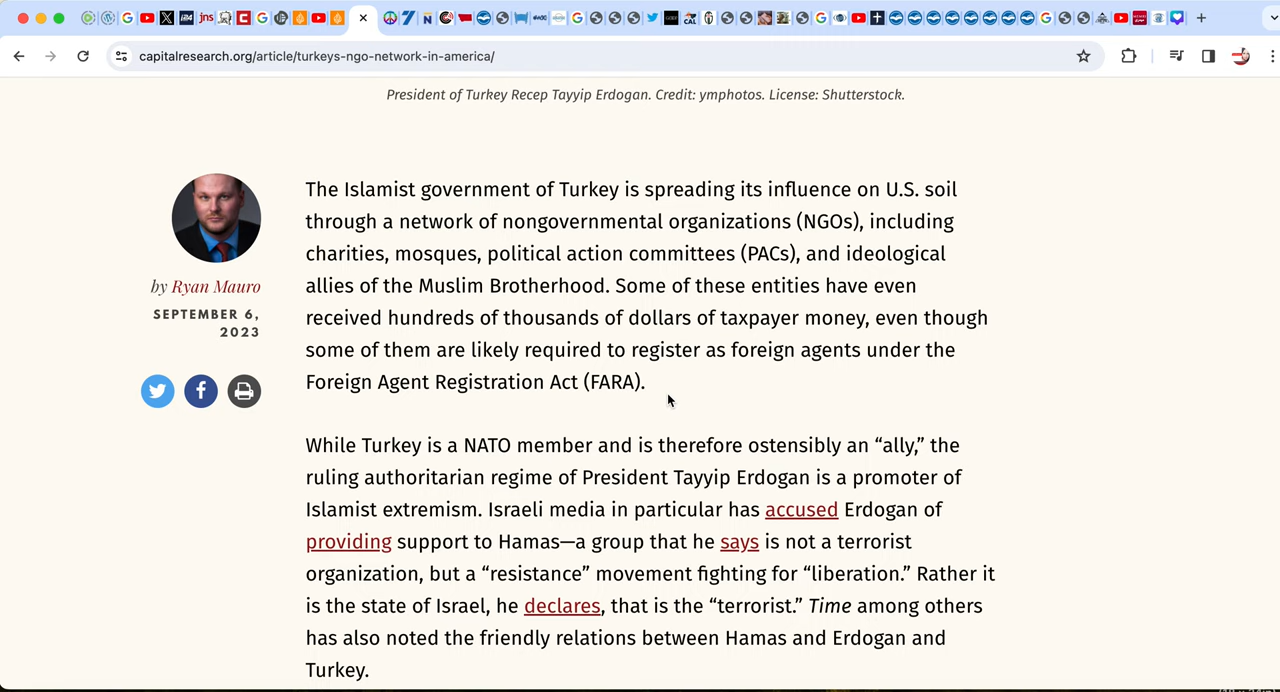 jns
capitalresearch.org/article/turkeys-ngo-network-in-america/
President of Turkey Recep Tayyip Erdogan. Credit: ymphotos. License: Shutterstock.
by Ryan Mauro
SEPTEMBER 6,
2023
The Islamist government of Turkey is spreading its influence on U.S. soil
through a network of nongovernmental organizations (NGOs), including
charities, mosques, political action committees (PACs), and ideological
allies of the Muslim Brotherhood. Some of these entities have even
received hundreds of thousands of dollars of taxpayer money, even though
some of them are likely required to register as foreign agents under the
Foreign Agent Registration Act (FARA).
While Turkey is a NATO member and is therefore ostensibly an “ally,” the
ruling authoritarian regime of President Tayyip Erdogan is a promoter of
Islamist extremism. Israeli media in particular has accused Erdogan of
providing support to Hamas—a group that he says is not a terrorist
organization, but a “resistance” movement fighting for “liberation.” Rather it
is the state of Israel, he declares, that is the “terrorist.” Time among others
has also noted the friendly relations between Hamas and Erdogan and
Turkey.